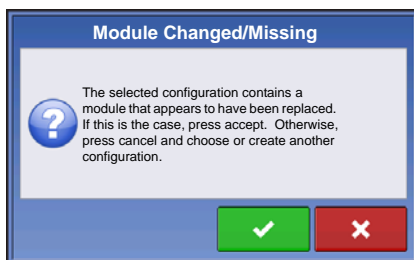 Module Changed/Missing
The selected configuration contains a
module that appears to have been replaced.
If this is the case, press accept.  Otherwise,
press cancel and choose or create another
configuration.